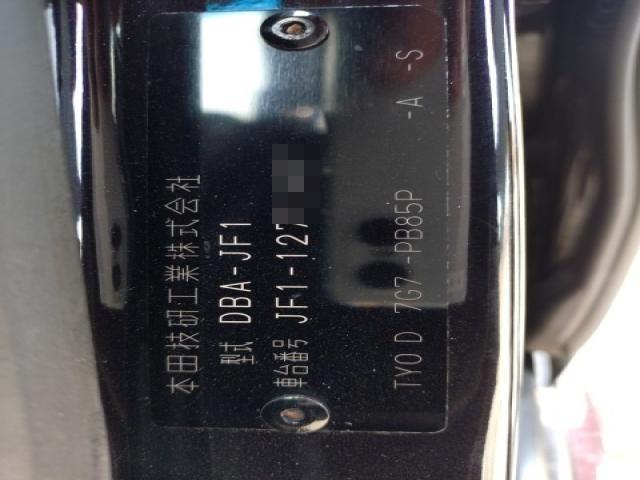 本田技研工業株式会社
型式 DBA-JF1
車台番号 JF1-127
TY0 D 7G7 -PB85P -A -S